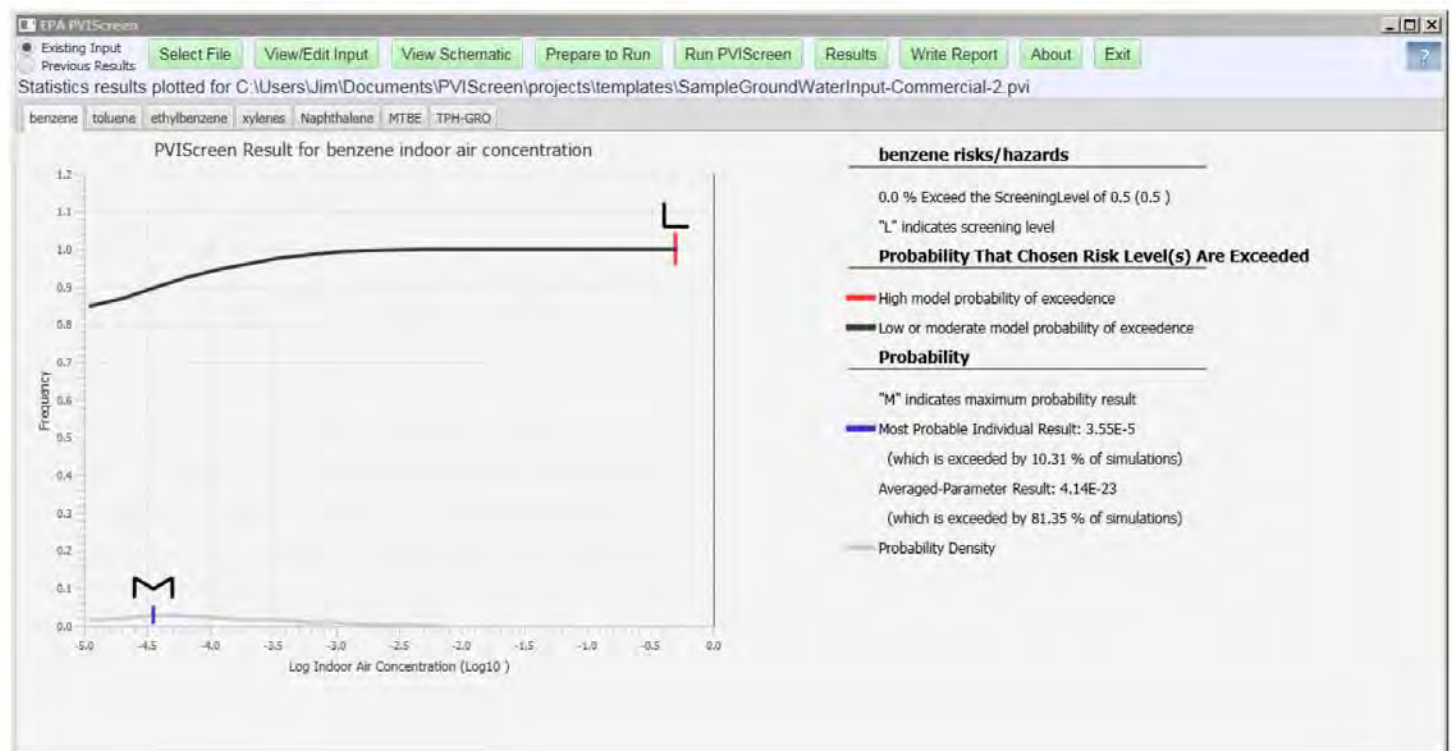 EPA PVIScreen
Existing Input
Previous Results
Select File View/Edit Input View Schematic Prepare to Run Run PVIScreen Results Write Report About Exit ?
Statistics results plotted for C:\Users\Jim\Documents\PVIScreen\projects\templates\SampleGroundWaterInput-Commercial-2.pvi
benzene toluene ethylbenzene xylenes Naphthalene MTBE TPH-GRO
PVIScreen Result for benzene indoor air concentration
1.2
1.1
1.0
0.9
0.8
0.7
0.6
0.5
0.4
0.3
0.2
0.1
0.0
Frequency
L
M
-5.0 -4.5 -4.0 -3.5 -3.0 -2.5 -2.0 -1.5 -1.0 -0.5 0.0
Log Indoor Air Concentration (Log10 )
benzene risks/hazards
0.0 % Exceed the ScreeningLevel of 0.5 (0.5 )
"L" indicates screening level
Probability That Chosen Risk Level(s) Are Exceeded
High model probability of exceedence
Low or moderate model probability of exceedence
Probability
"M" indicates maximum probability result
Most Probable Individual Result: 3.55E-5
(which is exceeded by 10.31 % of simulations)
Averaged-Parameter Result: 4.14E-23
(which is exceeded by 81.35 % of simulations)
Probability Density